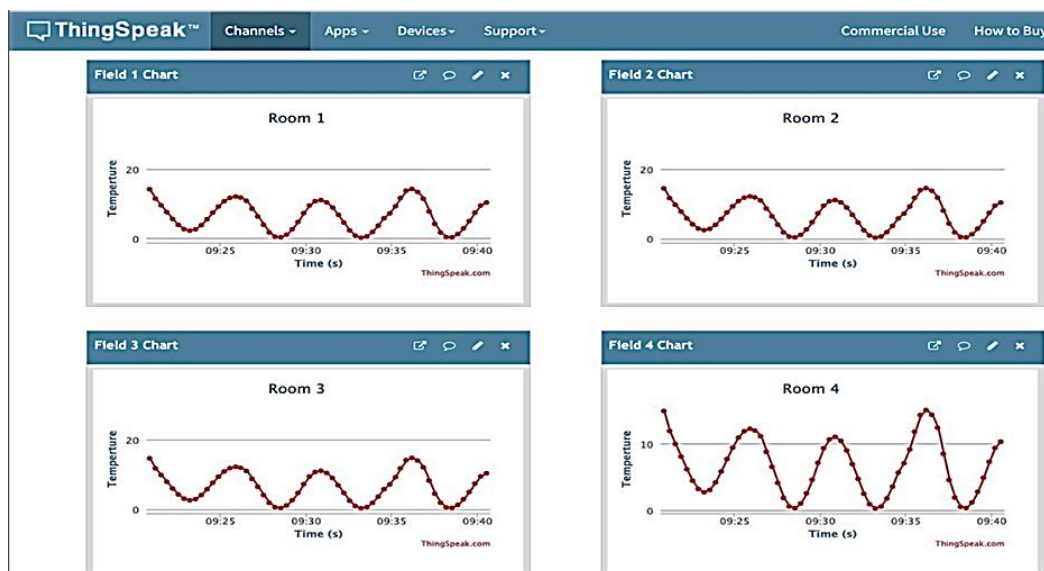 ThingSpeak™ Channels Apps Devices Support Commercial Use How to Buy
Field 1 Chart
Room 1
Temperture
20
0
09:25 09:30 09:35 09:40
Time (s)
ThingSpeak.com
Field 2 Chart
Room 2
Temperture
20
0
09:25 09:30 09:35 09:40
Time (s)
ThingSpeak.com
Field 3 Chart
Room 3
Temperture
20
0
09:25 09:30 09:35 09:40
Time (s)
ThingSpeak.com
Field 4 Chart
Room 4
Temperture
10
0
09:25 09:30 09:35 09:40
Time (s)
ThingSpeak.com